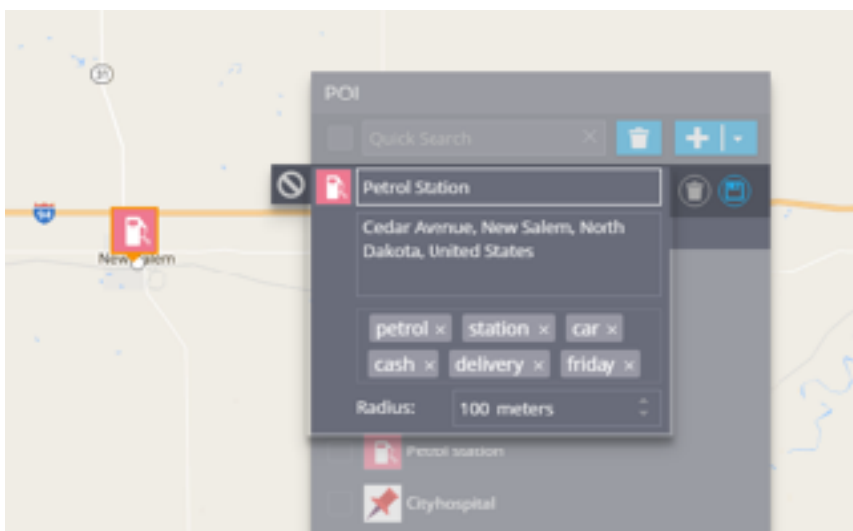 31
POI
Quick Search
Petrol Station
94
Cedar Avenue, New Salem, North
Dakota, United States
New Salem
petrol × station × car ×
cash × delivery × friday ×
Radius: 100 meters
Petrol station
Cityhospital